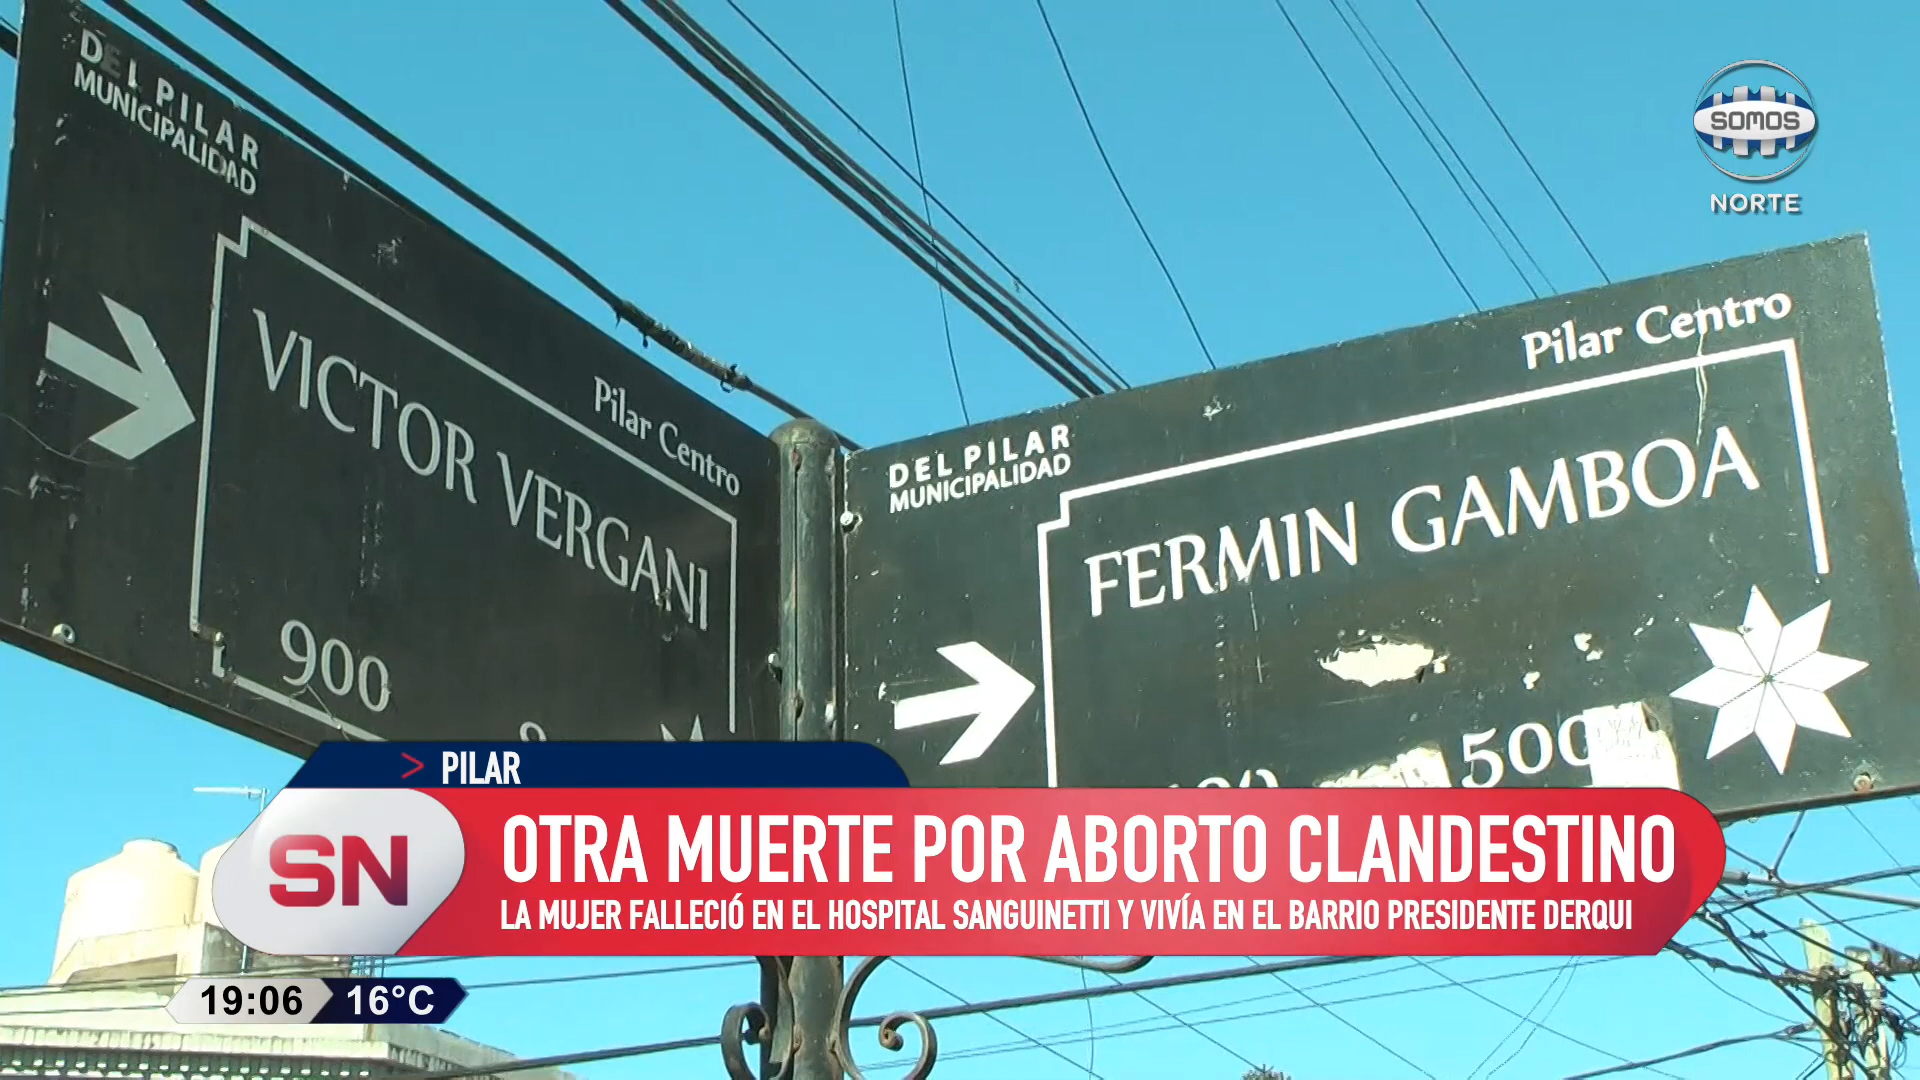 DEL PILAR
MUNICIPALIDAD
Pilar Centro
VICTOR VERGANI
900
SOMOS
NORTE
Pilar Centro
DEL PILAR
MUNICIPALIDAD
FERMIN GAMBOA
500
> PILAR
SN
OTRA MUERTE POR ABORTO CLANDESTINO
LA MUJER FALLECIÓ EN EL HOSPITAL SANGUINETTI Y VIVÍA EN EL BARRIO PRESIDENTE DERQUI
19:06
16°C